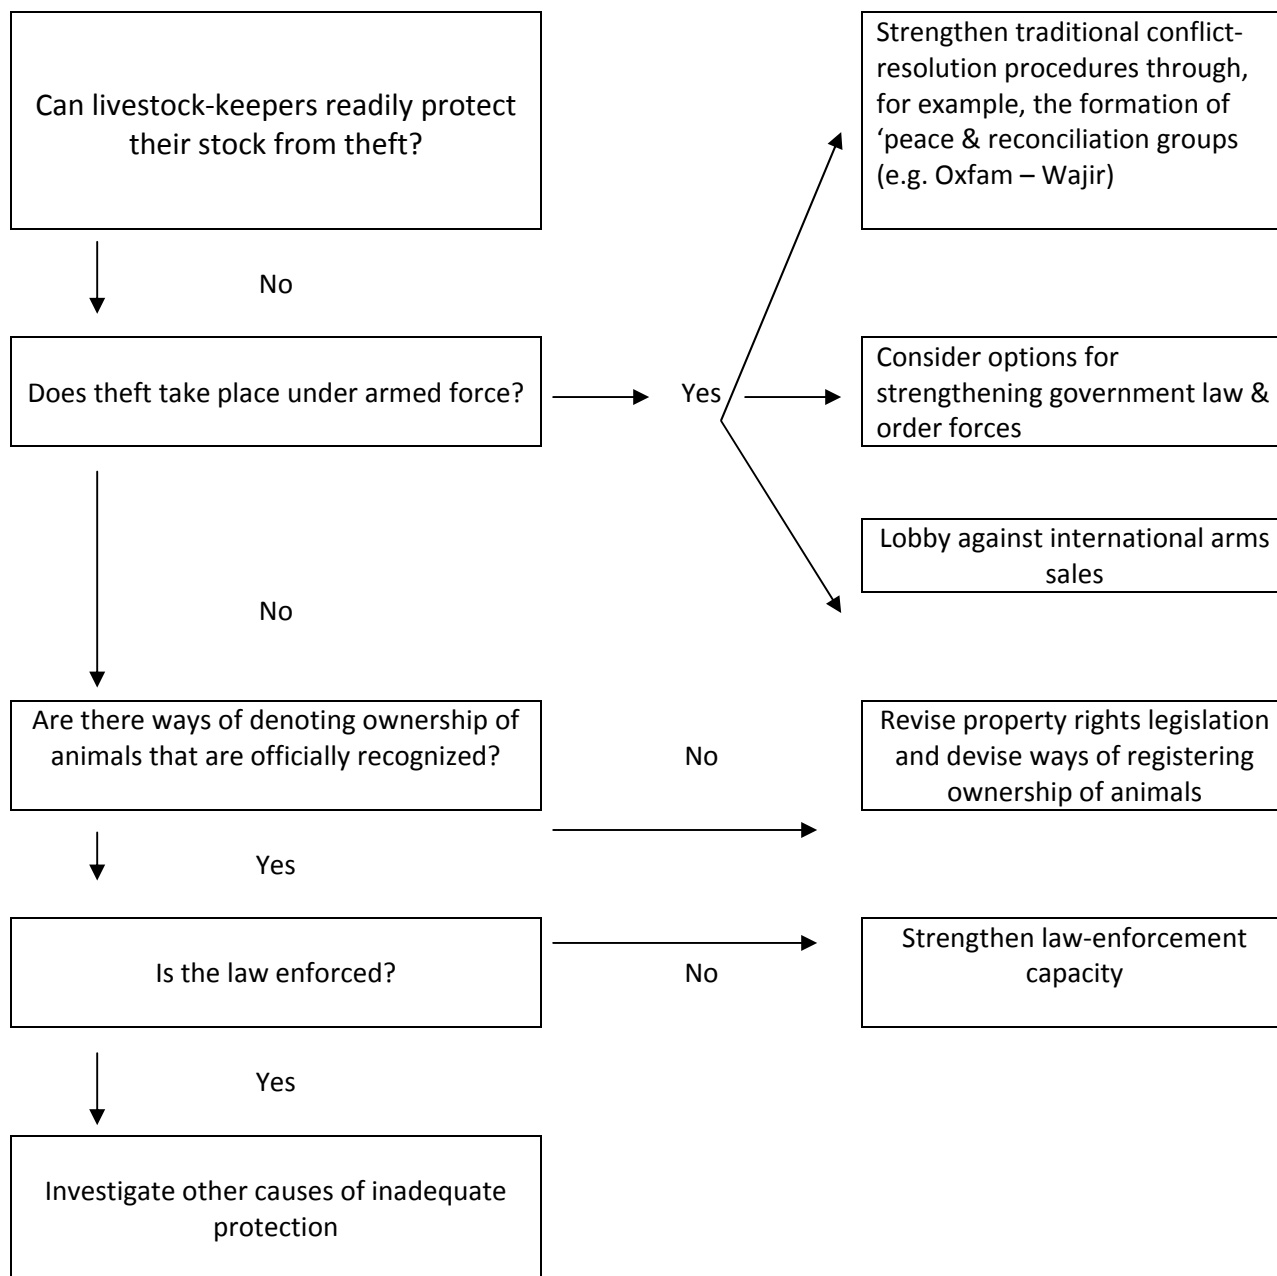 Can livestock-keepers readily protect
their stock from theft?
Strengthen traditional conflict-
resolution procedures through,
for example, the formation of
‘peace & reconciliation groups
(e.g. Oxfam – Wajir)
No
Does theft take place under armed force?
Yes
Consider options for
strengthening government law &
order forces
Lobby against international arms
sales
No
Are there ways of denoting ownership of
animals that are officially recognized?
No
Revise property rights legislation
and devise ways of registering
ownership of animals
Yes
Is the law enforced?
No
Strengthen law-enforcement
capacity
Yes
Investigate other causes of inadequate
protection